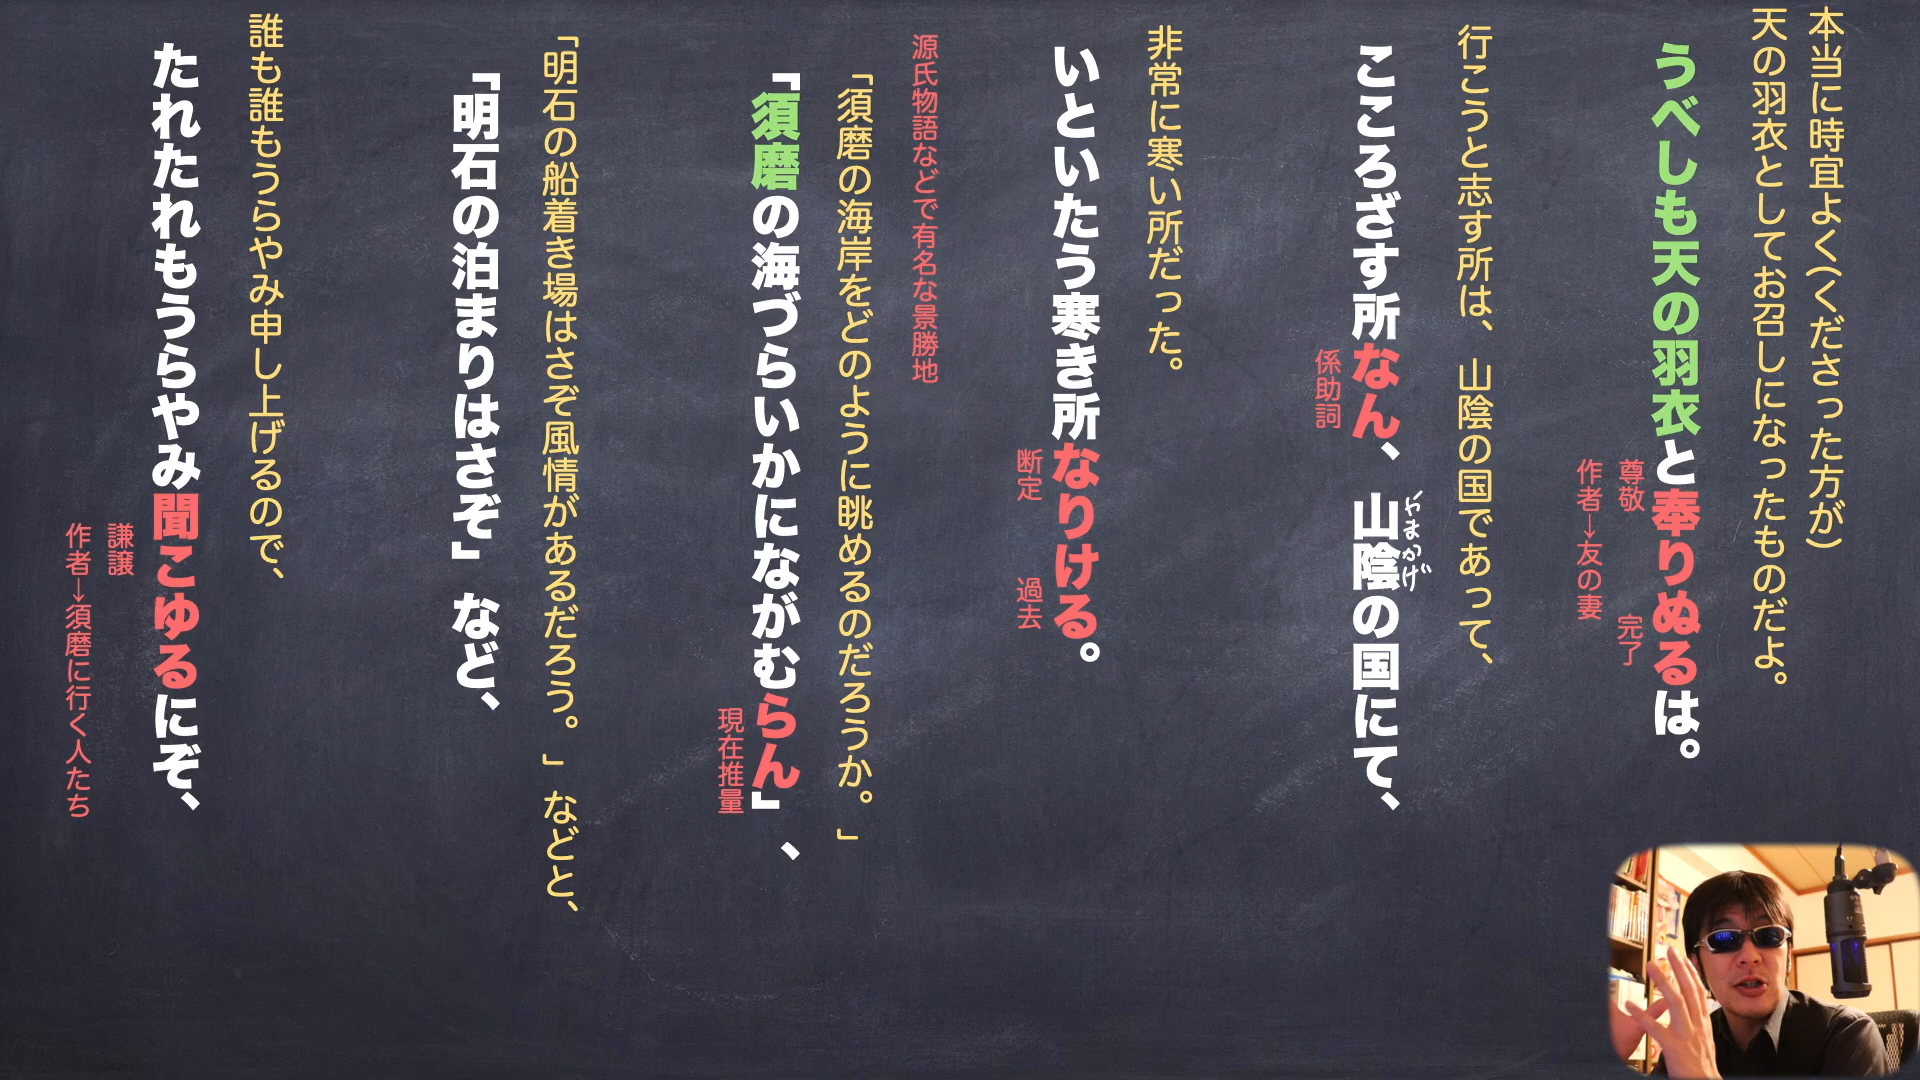 本当に時宜よく(くださった方が)
天の羽衣としてお召しになったものだよ。
うべしも天の羽衣と奉りぬるは。
尊敬
完了
作者→友の妻
行こうと志す所は、山陰の国であって、
やまかげ
こころざす所なん、山陰の国にて、
係助詞
非常に寒い所だった。
いといたう寒き所なりける。
断定
過去
源氏物語などで有名な景勝地
「須磨の海岸をどのように眺めるのだろうか。」
「須磨の海づらいかにながむらん」、
現在推量
「明石の船着き場はさぞ風情があるだろう。」などと、
「明石の泊まりはさぞ」など、
誰も誰もうらやみ申し上げるので、
たれたれもうらやみ聞こゆるにぞ、
謙譲
作者→須磨に行く人たち